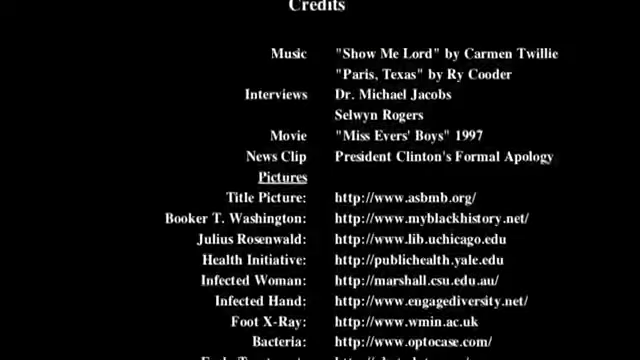 Credits
Music "Show Me Lord" by Carmen Twillie
"Paris, Texas" by Ry Cooder
Interviews Dr. Michael Jacobs
Selwyn Rogers
Movie "Miss Evers' Boys" 1997
News Clip President Clinton's Formal Apology
Pictures
Title Picture: http://www.asbmb.org/
Booker T. Washington: http://www.myblackhistory.net/
Julius Rosenwald: http://www.lib.uchicago.edu
Health Initiative: http://publichealth.yale.edu
Infected Woman: http://marshall.csu.edu.au/
Infected Hand: http://www.engagediversity.net/
Foot X-Ray: http://www.wmin.ac.uk
Bacteria: http://www.optocase.com/